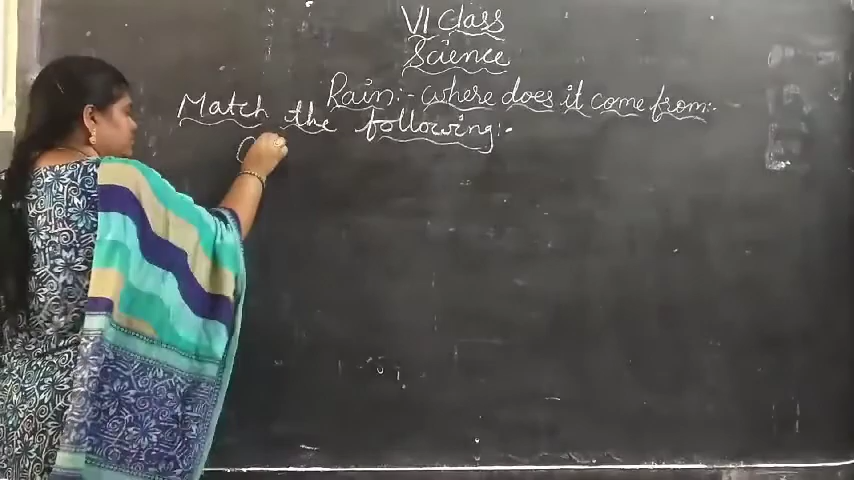 VI Class
Science
Rain:- where does it come from:-
Match the following:-